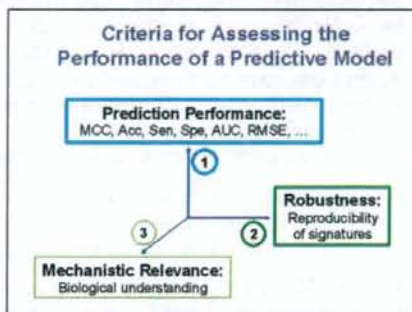 Criteria for Assessing the
Performance of a Predictive Model
Prediction Performance:
MCC, Acc, Sen, Spe, AUC, RMSE, ...
1
Robustness:
Reproducibility
of signatures
3
2
Mechanistic Relevance:
Biological understanding